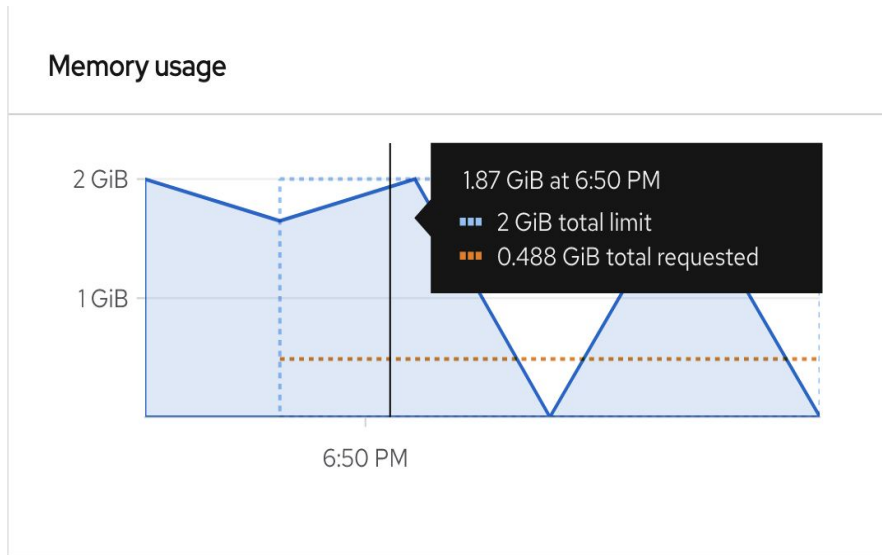 Memory usage
2 GiB
1.87 GiB at 6:50 PM
2 GiB total limit
0.488 GiB total requested
1 GiB
6:50 PM